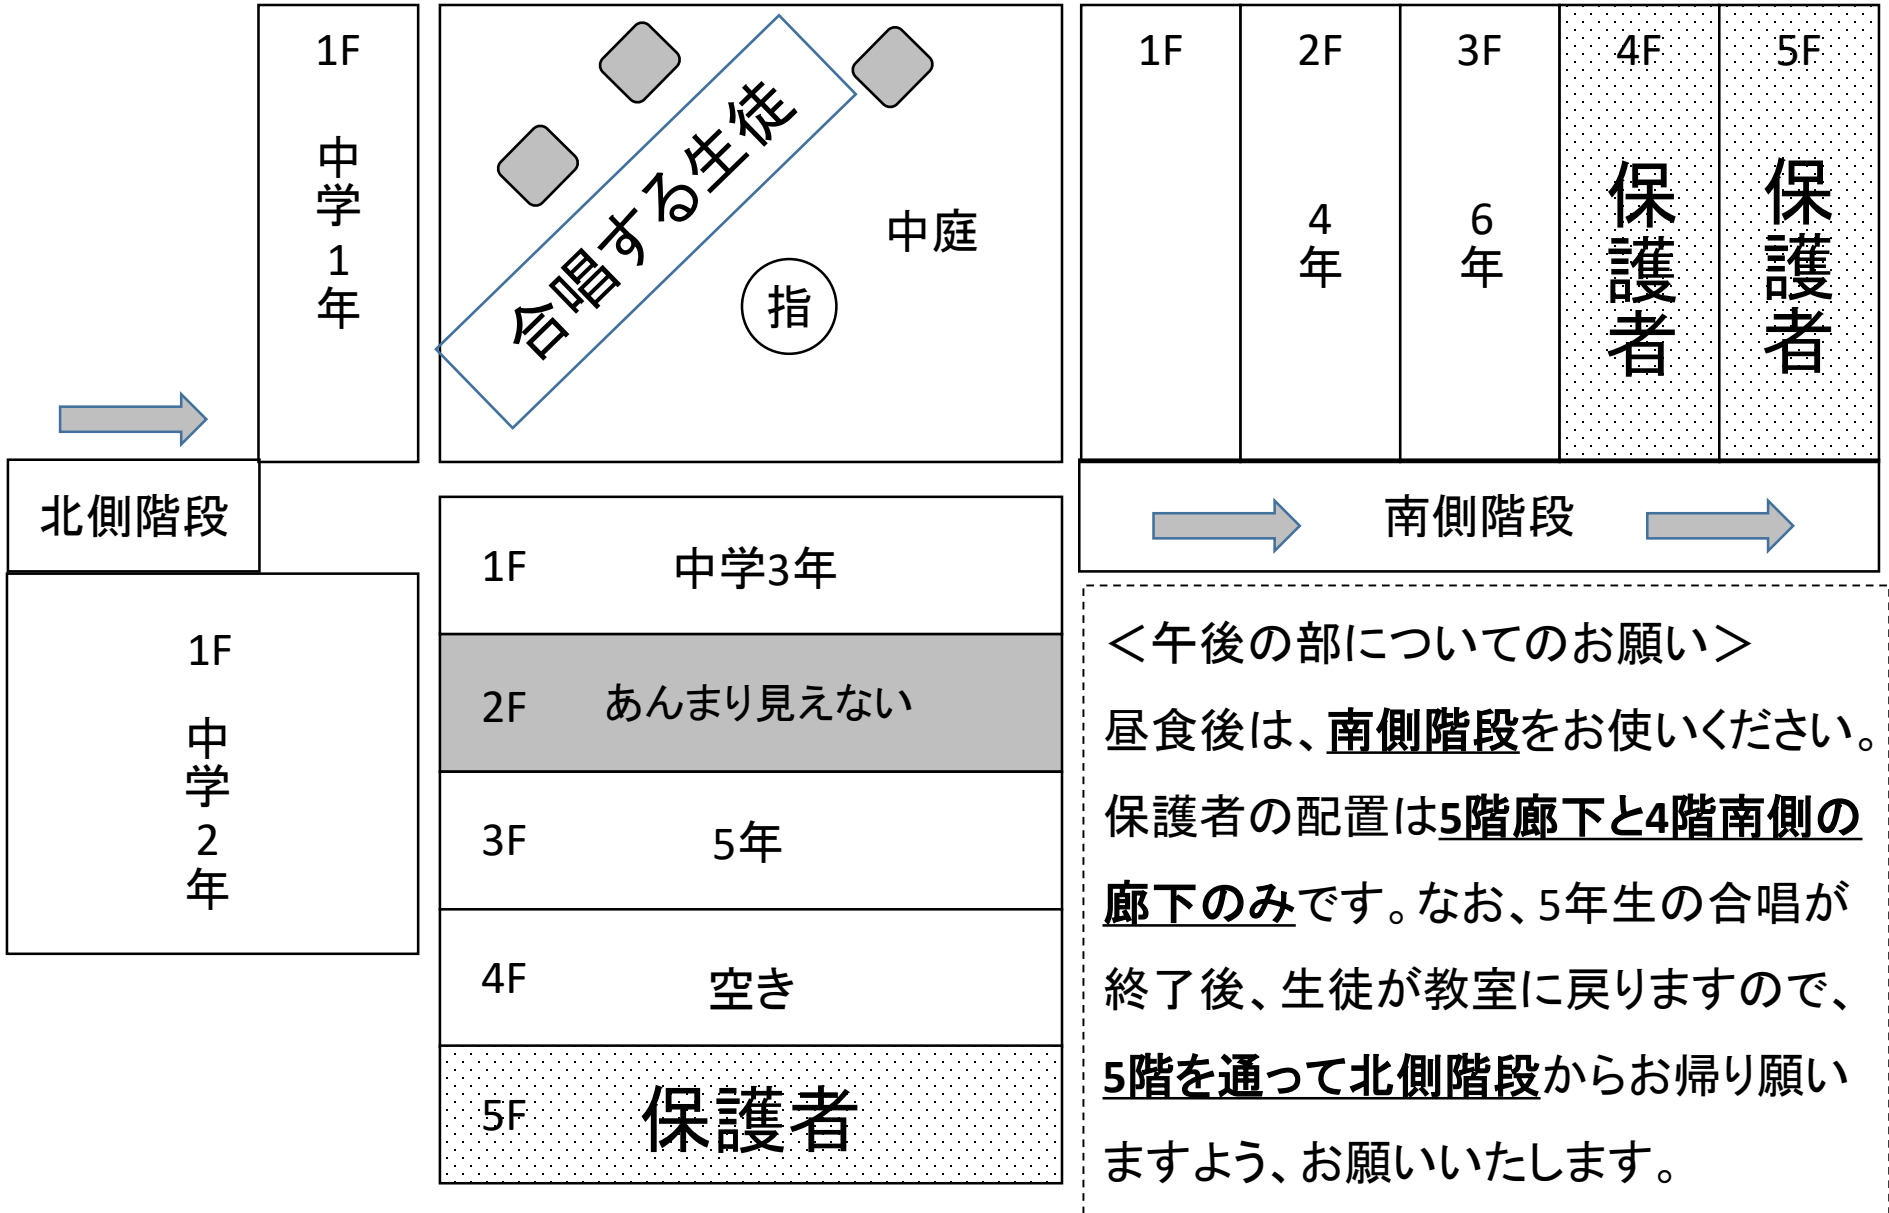 1F
中学1年
合唱する生徒
中庭
指
1F
2F
4年
3F
6年
4F
保護者
5F
保護者
北側階段
南側階段
1F
中学2年
1F 中学3年
2F あんまり見えない
3F 5年
4F 空き
5F 保護者
＜午後の部についてのお願い＞
昼食後は、南側階段をお使いください。
保護者の配置は5階廊下と4階南側の
廊下のみです。なお、5年生の合唱が
終了後、生徒が教室に戻りますので、
5階を通って北側階段からお帰り願い
ますよう、お願いいたします。